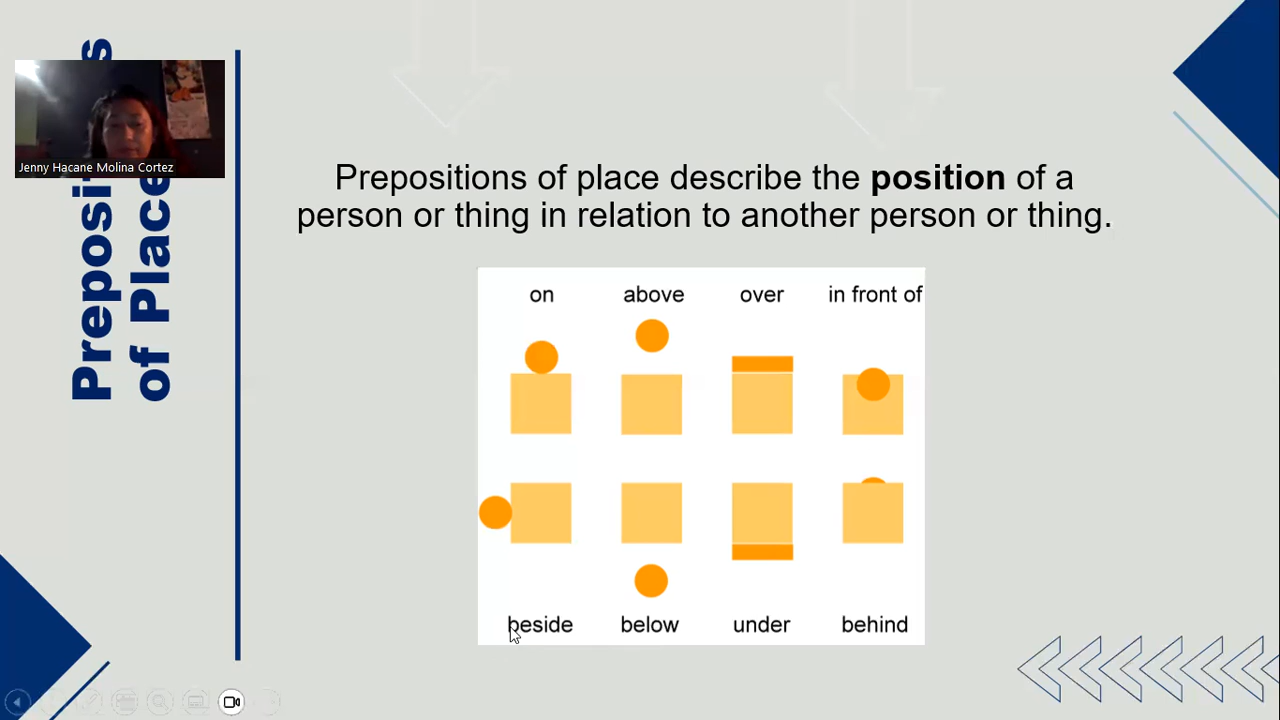 Preposi
s
of Place
Jenny Hacane Molina Cortez
Prepositions of place describe the position of a
person or thing in relation to another person or thing.
on above over in front of
beside below under behind